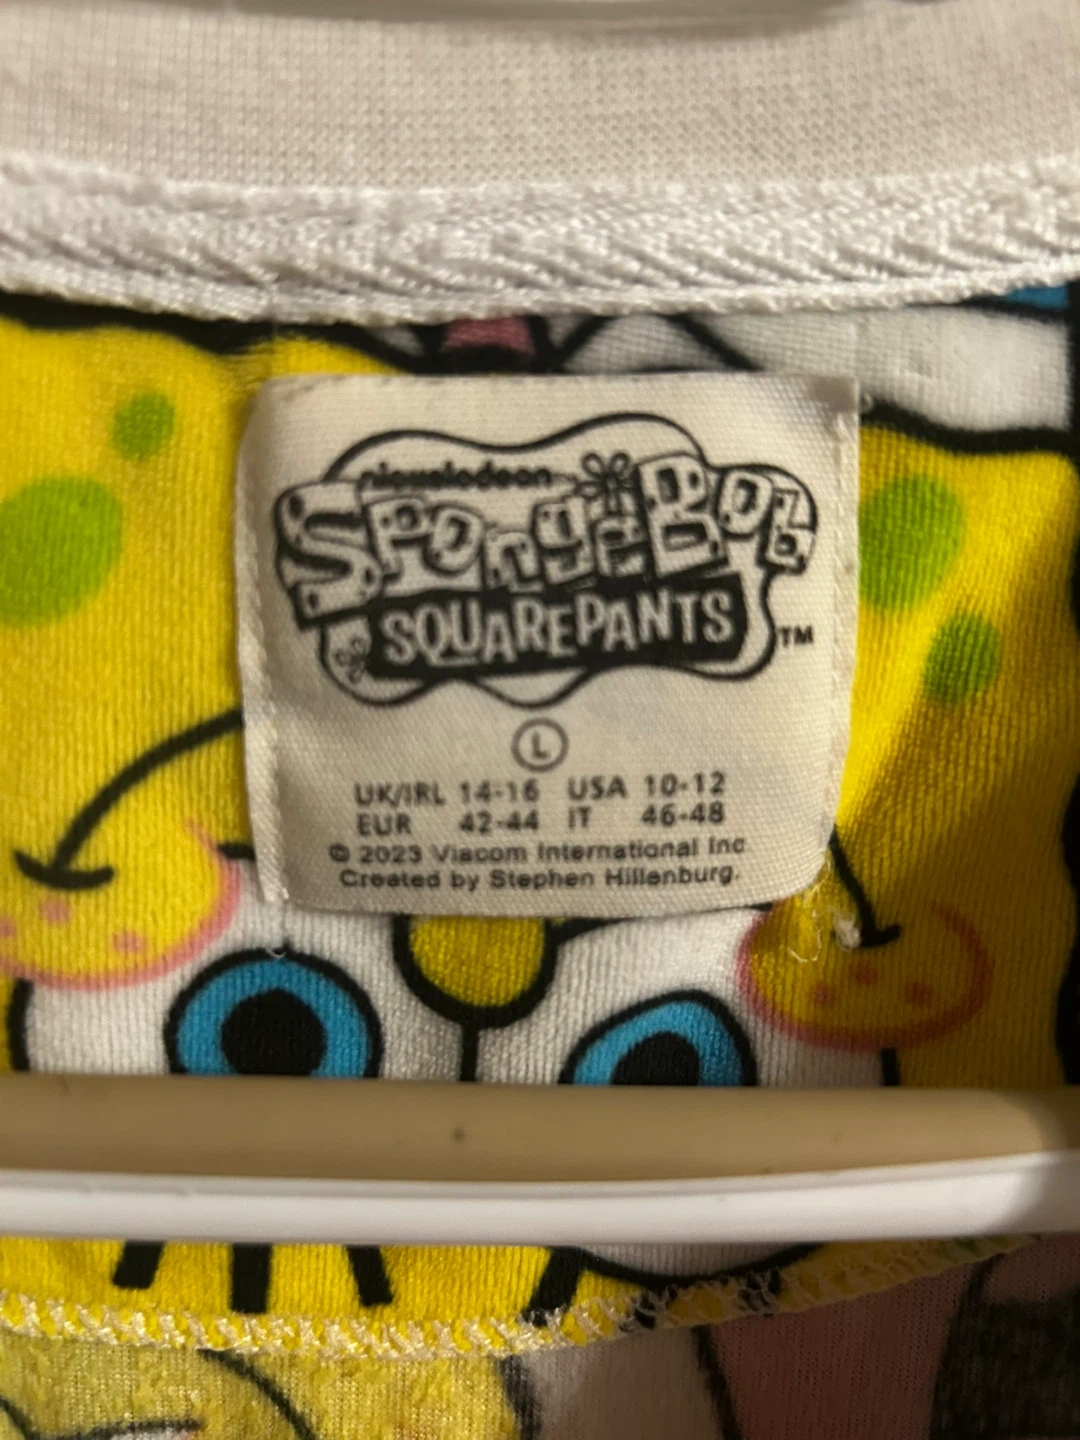 nickelodeon
SPONGEBOB
SQUAREPANTS TM
L
UK/IRL 14-16 USA 10-12
EUR 42-44 IT 46-48
© 2023 Viacom International Inc.
Created by Stephen Hillenburg.